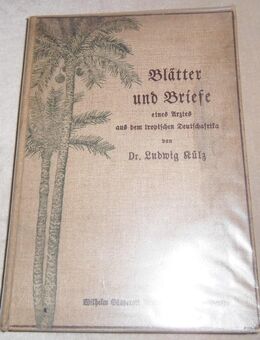 Blätter
und Briefe
eines Arztes
aus dem tropischen Deutschafrika
von
Dr. Ludwig Külz
Wilhelm